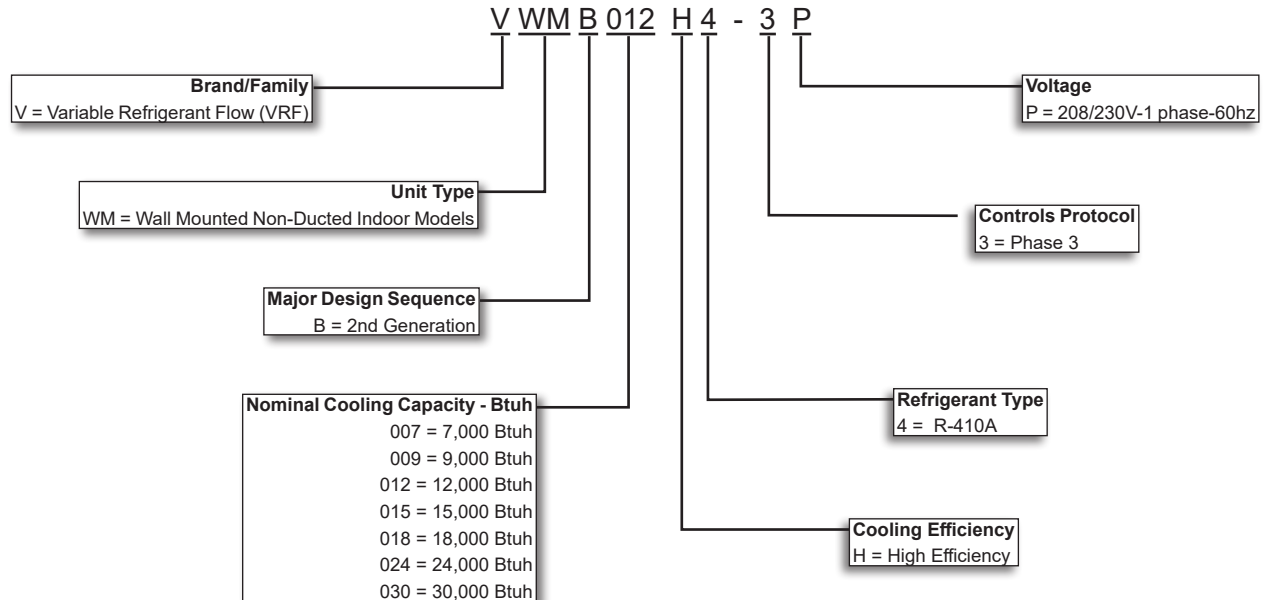 V WM B 012 H 4 - 3 P
Brand/Family
V = Variable Refrigerant Flow (VRF)
Voltage
P = 208/230V-1 phase-60hz
Unit Type
WM = Wall Mounted Non-Ducted Indoor Models
Controls Protocol
3 = Phase 3
Major Design Sequence
B = 2nd Generation
Refrigerant Type
4 = R-410A
Nominal Cooling Capacity - Btuh
007 = 7,000 Btuh
009 = 9,000 Btuh
012 = 12,000 Btuh
015 = 15,000 Btuh
018 = 18,000 Btuh
024 = 24,000 Btuh
030 = 30,000 Btuh
Cooling Efficiency
H = High Efficiency